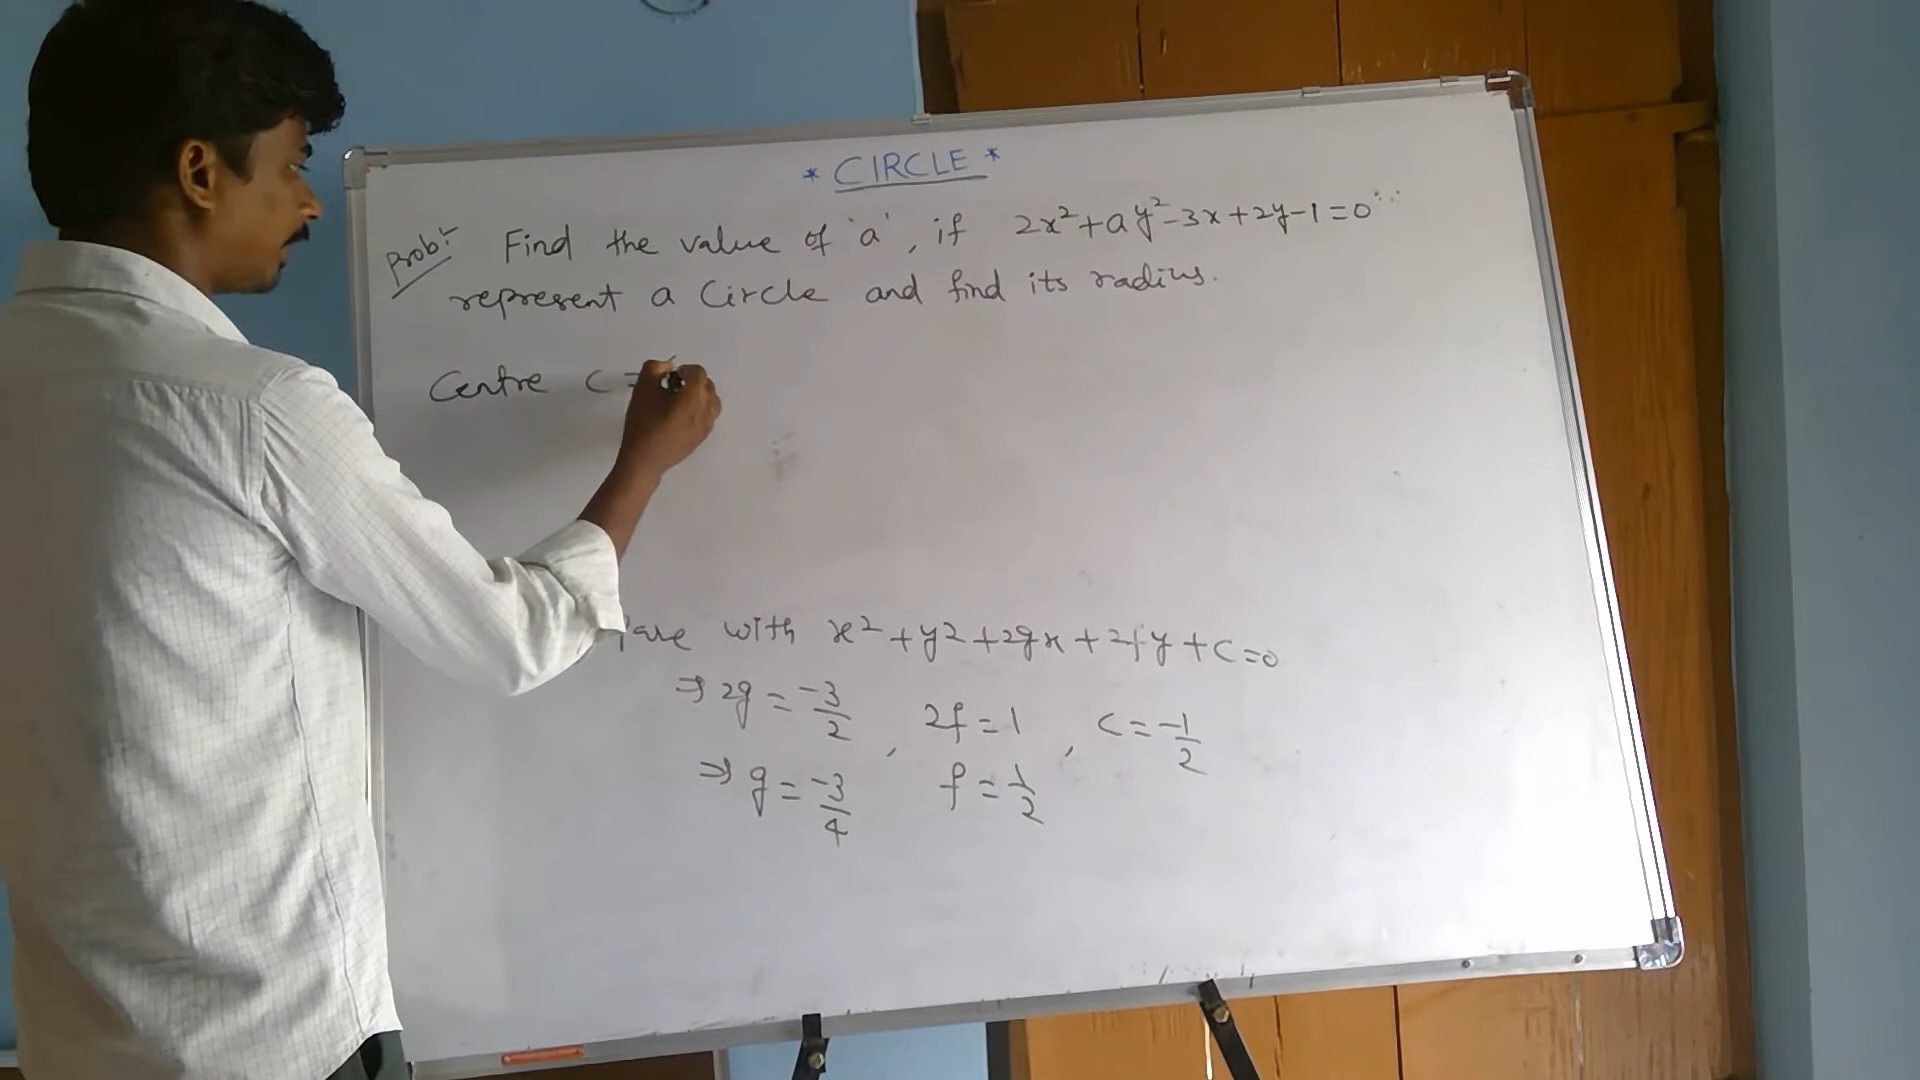 * CIRCLE *
Prob:- Find the value of 'a', if 2x²+ay²-3x+2y-1=0
represent a Circle and find its radius.
Centre C =
with x²+y²+2gx+2fy+c=0
⇒ 2g = -3/2 , 2f=1 , c=-1/2
⇒ g = -3/4 f=1/2